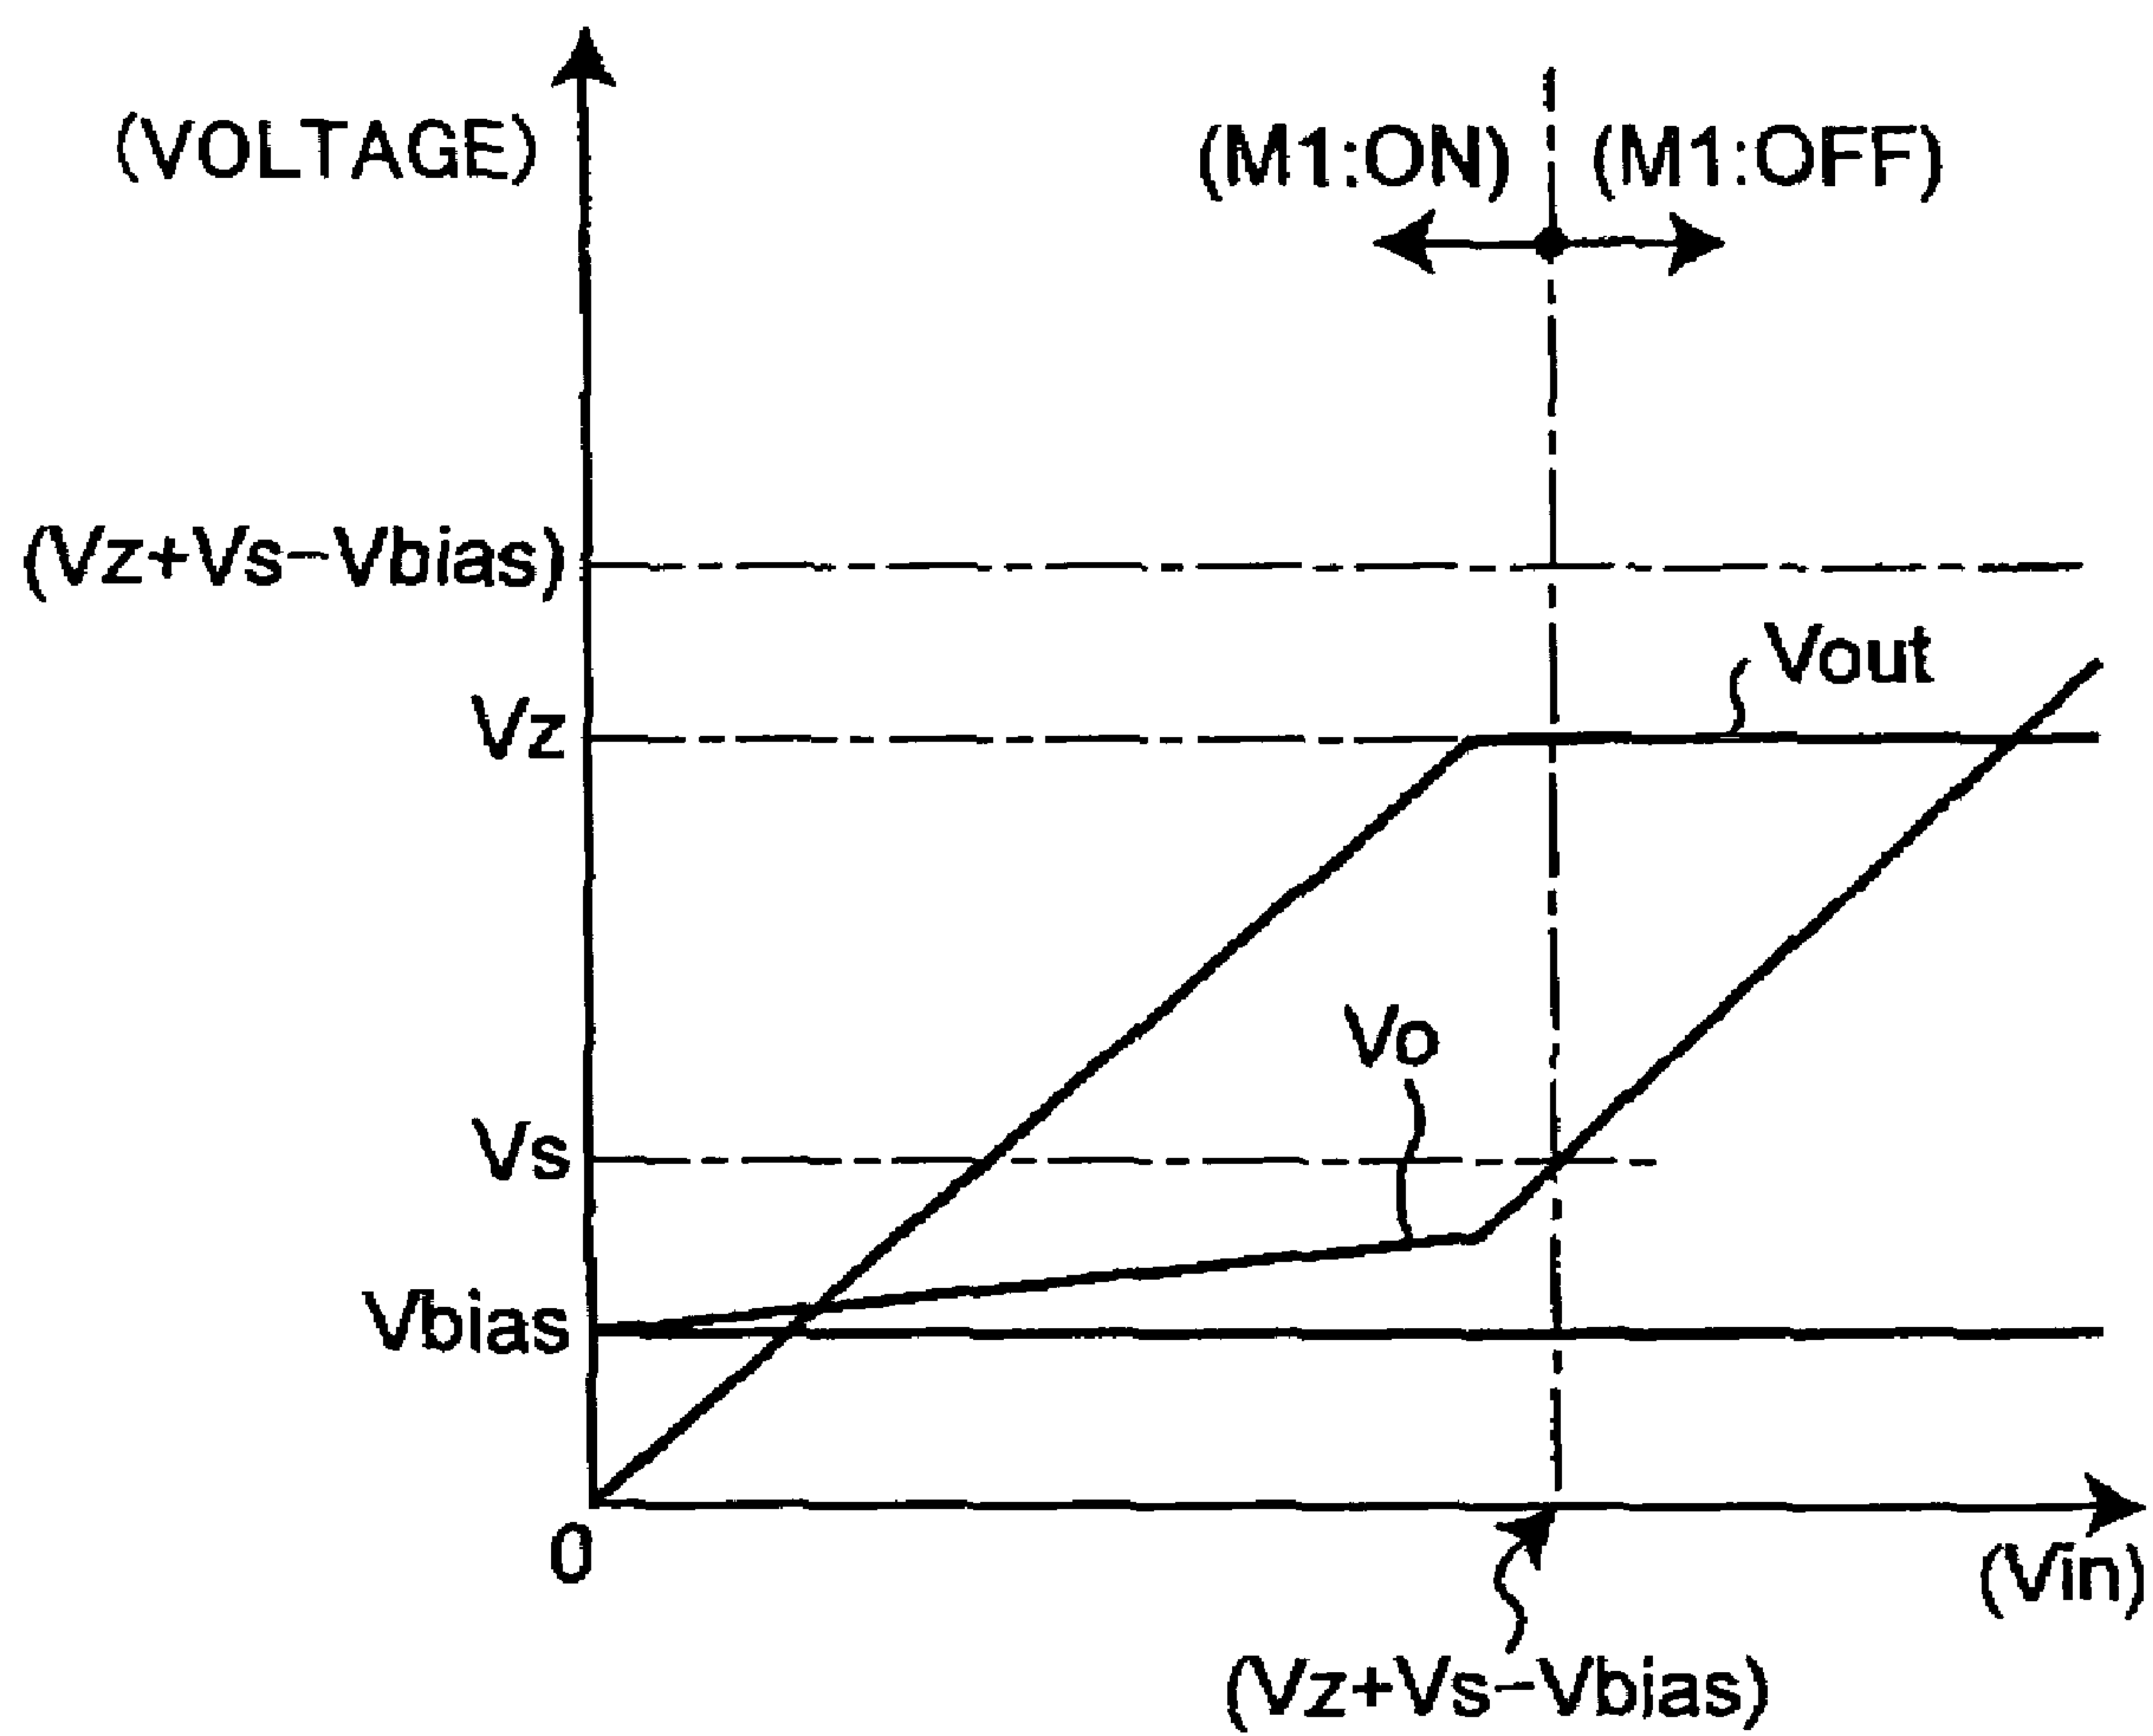 (VOLTAGE)
(M1:ON) (M1:OFF)
(Vz+Vs−Vbias)
Vout
Vz
Vo
Vs
Vbias
0
(Vin)
(Vz+Vs−Vbias)